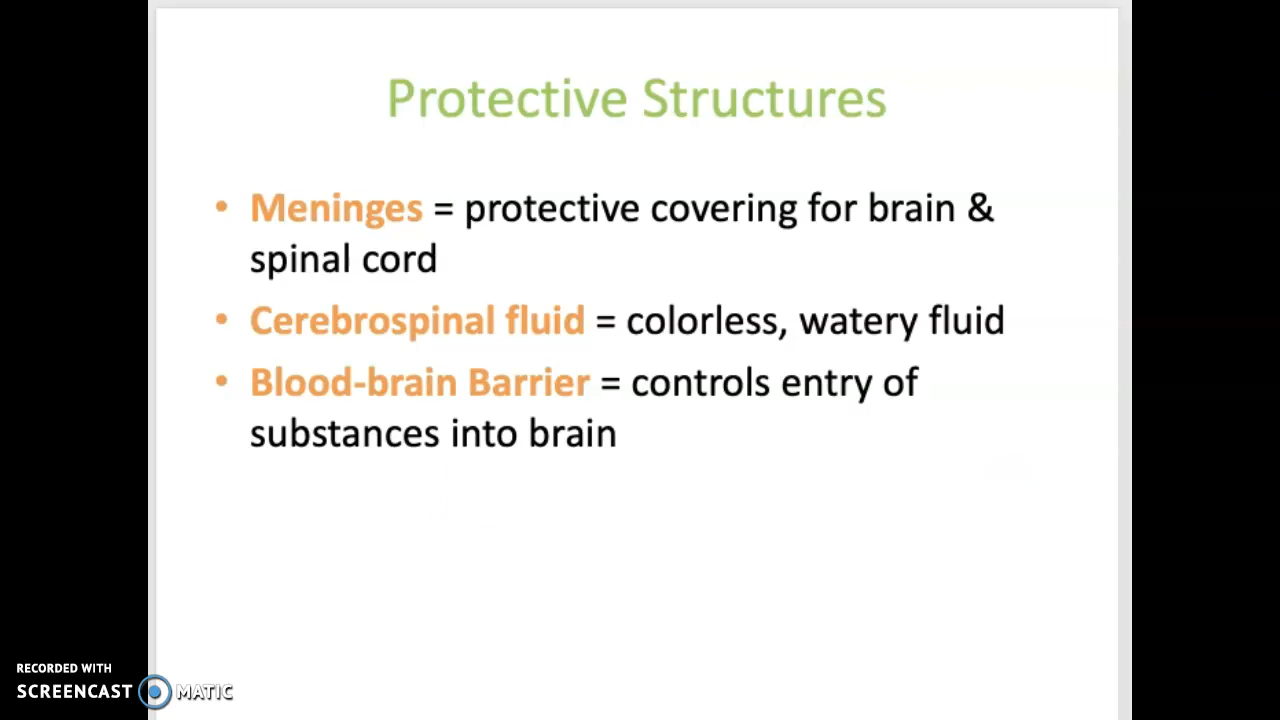 Protective Structures
• Meninges = protective covering for brain &
spinal cord
• Cerebrospinal fluid = colorless, watery fluid
• Blood-brain Barrier = controls entry of
substances into brain
RECORDED WITH
SCREENCAST MATIC